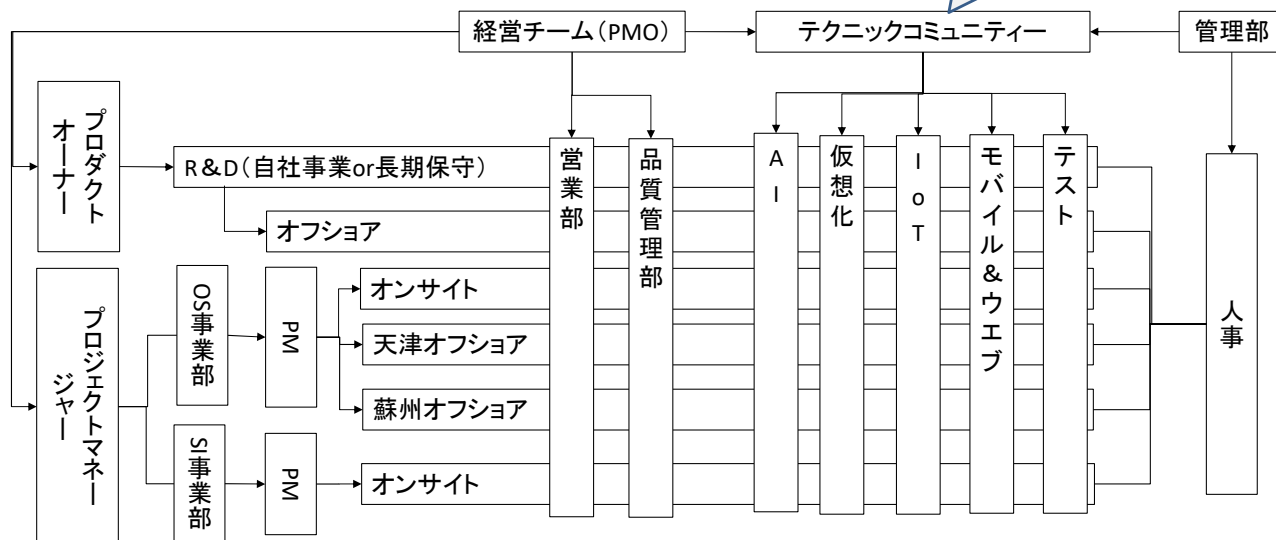 経営チーム（PMO）
テクニックコミュニティー
管理部
プロダクト
オーナー
R＆D（自社事業or長期保守）
オフショア
営業部
品質管理部
AI
仮想化
IoT
モバイル＆ウエブ
テスト
人事
プロジェクトマネー
ジャー
OS事業部
PM
オンサイト
天津オフショア
蘇州オフショア
SI事業部
PM
オンサイト